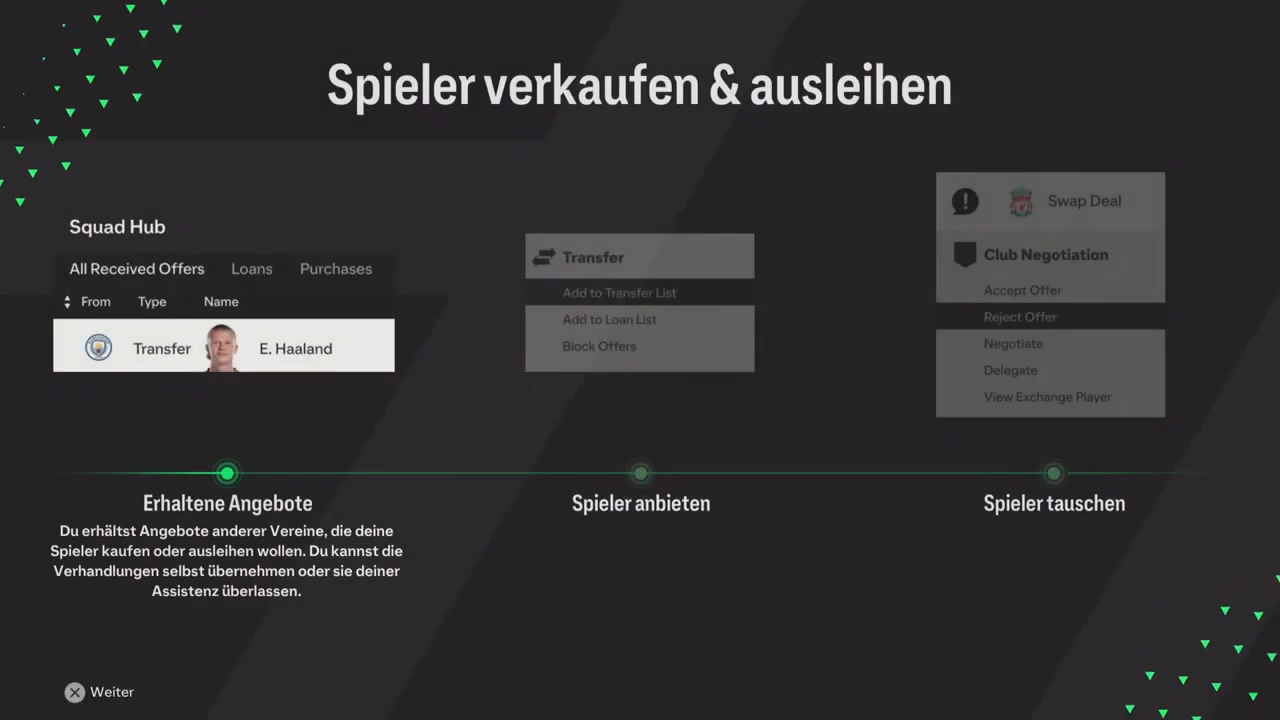 Spieler verkaufen & ausleihen
Squad Hub
All Received Offers Loans Purchases
From Type Name
Transfer E. Haaland
Transfer
Add to Transfer List
Add to Loan List
Block Offers
Swap Deal
Club Negotiation
Accept Offer
Reject Offer
Negotiate
Delegate
View Exchange Player
Erhaltene Angebote
Du erhältst Angebote anderer Vereine, die deine
Spieler kaufen oder ausleihen wollen. Du kannst die
Verhandlungen selbst übernehmen oder sie deiner
Assistenz überlassen.
Spieler anbieten
Spieler tauschen
Weiter